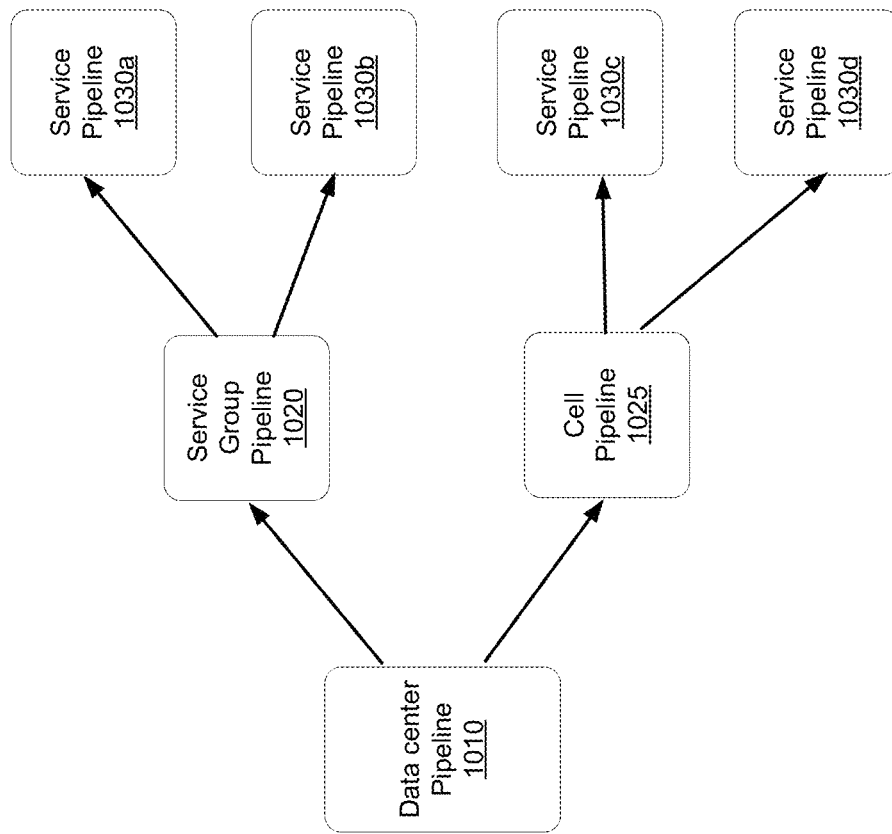 Data center
Pipeline
1010
Service
Group
Pipeline
1020
Cell
Pipeline
1025
Service
Pipeline
1030a
Service
Pipeline
1030b
Service
Pipeline
1030c
Service
Pipeline
1030d